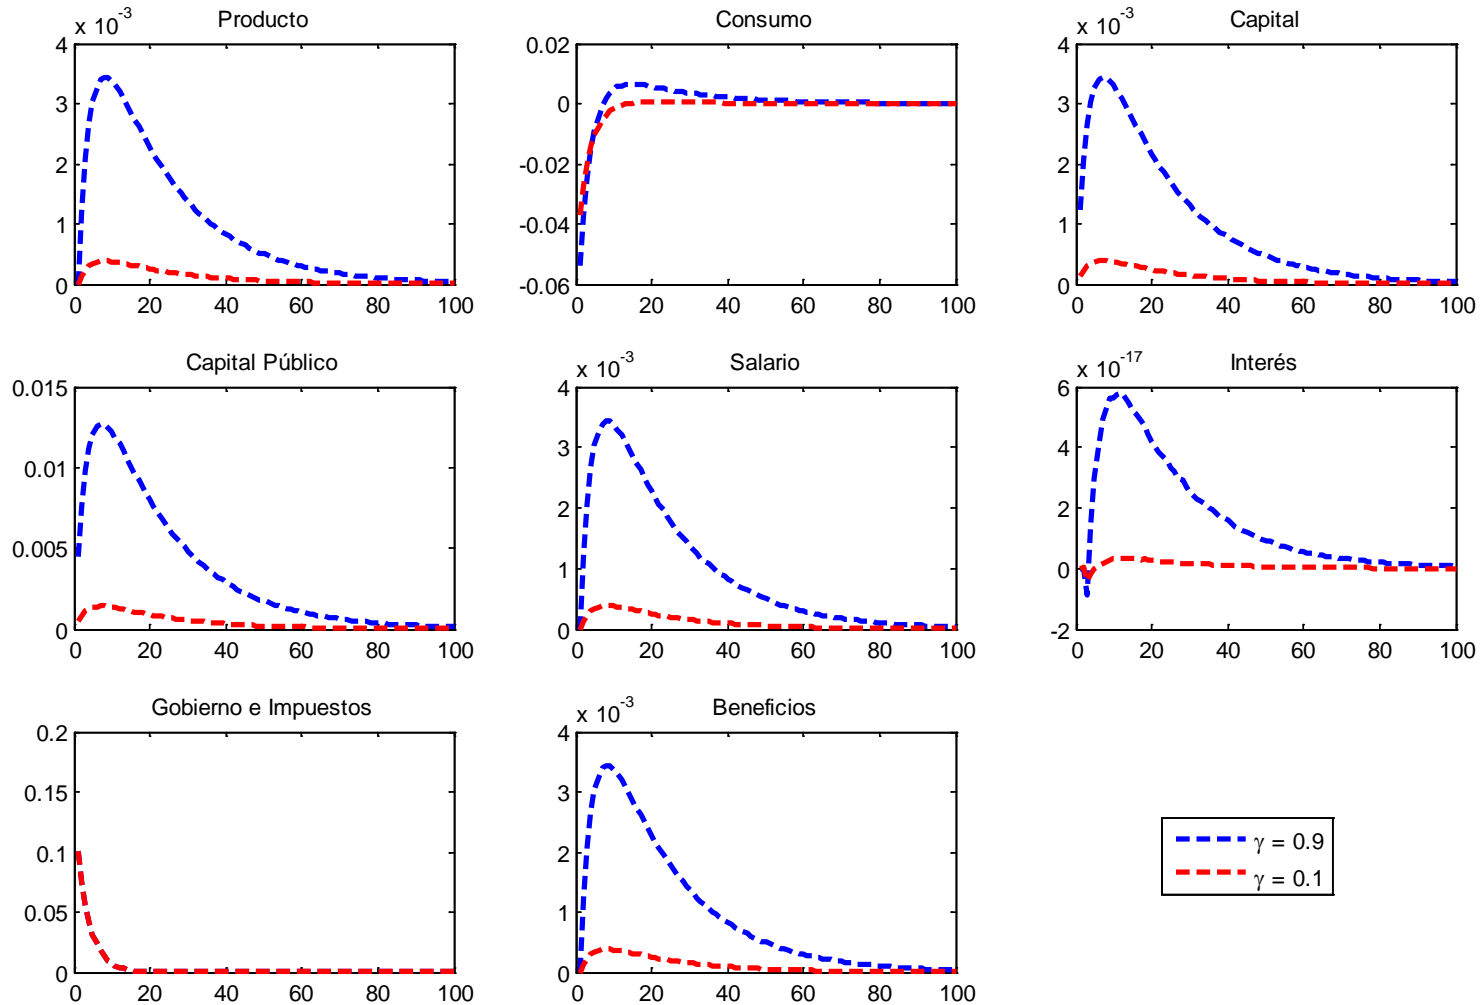 Producto
x 10-3
4
3
2
1
0
0 20 40 60 80 100
Consumo
0.02
0
-0.02
-0.04
-0.06
0 20 40 60 80 100
Capital
x 10-3
4
3
2
1
0
0 20 40 60 80 100
Capital Público
0.015
0.01
0.005
0
0 20 40 60 80 100
Salario
x 10-3
4
3
2
1
0
0 20 40 60 80 100
Interés
x 10-17
6
4
2
0
-2
0 20 40 60 80 100
Gobierno e Impuestos
0.2
0.15
0.1
0.05
0
0 20 40 60 80 100
Beneficios
x 10-3
4
3
2
1
0
0 20 40 60 80 100
γ = 0.9
γ = 0.1